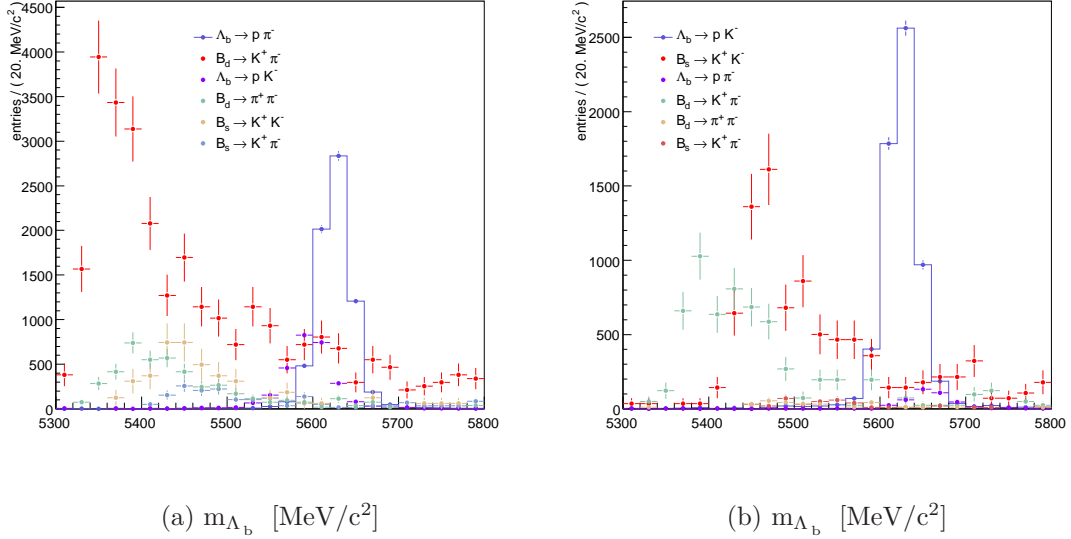 entries / ( 20. MeV/c²)
4500
4000
3500
3000
2500
2000
1500
1000
500
0
5300 5400 5500 5600 5700 5800
Λb → p π⁻
Bd → K⁺ π⁻
Λb → p K⁻
Bd → π⁺ π⁻
Bs → K⁺ K⁻
Bs → K⁺ π⁻
(a) mΛb [MeV/c²]
entries / ( 20. MeV/c²)
2500
2000
1500
1000
500
0
5300 5400 5500 5600 5700 5800
Λb → p K⁻
Bs → K⁺ K⁻
Λb → p π⁻
Bd → K⁺ π⁻
Bd → π⁺ π⁻
Bs → K⁺ π⁻
(b) mΛb [MeV/c²]